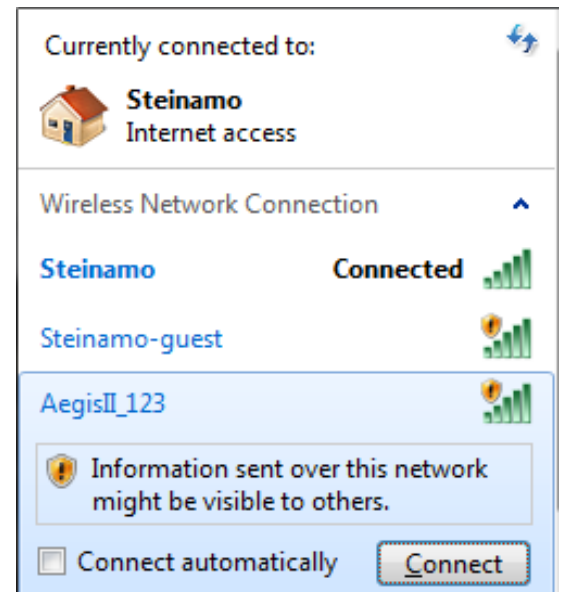 Currently connected to:
Steinamo
Internet access
Wireless Network Connection
Steinamo Connected
Steinamo-guest
AegisII_123
Information sent over this network
might be visible to others.
Connect automatically Connect